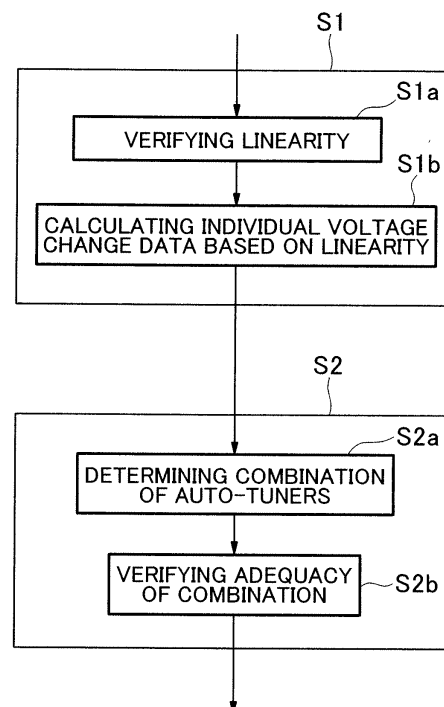 S1
S1a
VERIFYING LINEARITY
S1b
CALCULATING INDIVIDUAL VOLTAGE
CHANGE DATA BASED ON LINEARITY
S2
S2a
DETERMINING COMBINATION
OF AUTO-TUNERS
VERIFYING ADEQUACY
OF COMBINATION
S2b